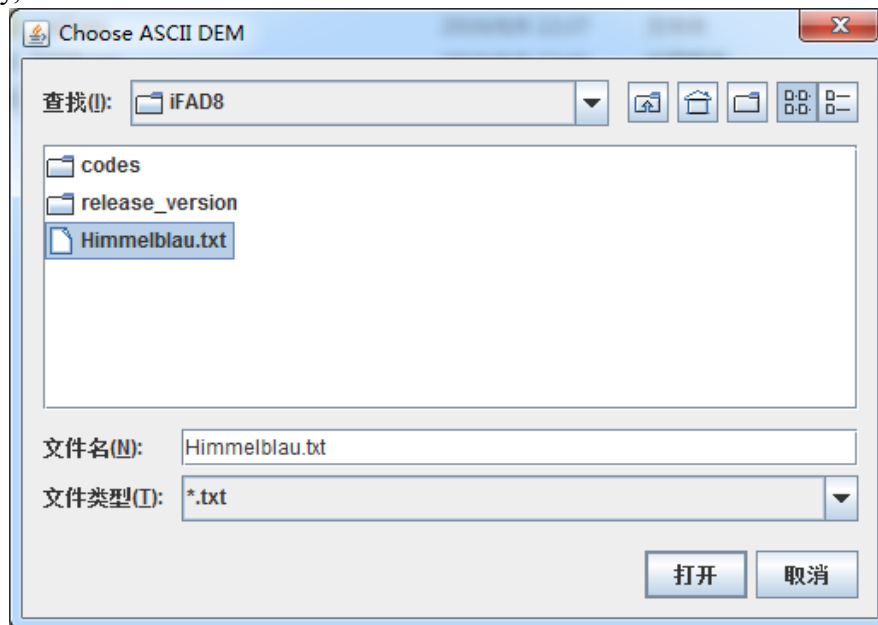 y,
Choose ASCII DEM
查找(I): iFAD8
codes
release_version
Himmelblau.txt
文件名(N): Himmelblau.txt
文件类型(T): *.txt
打开 取消